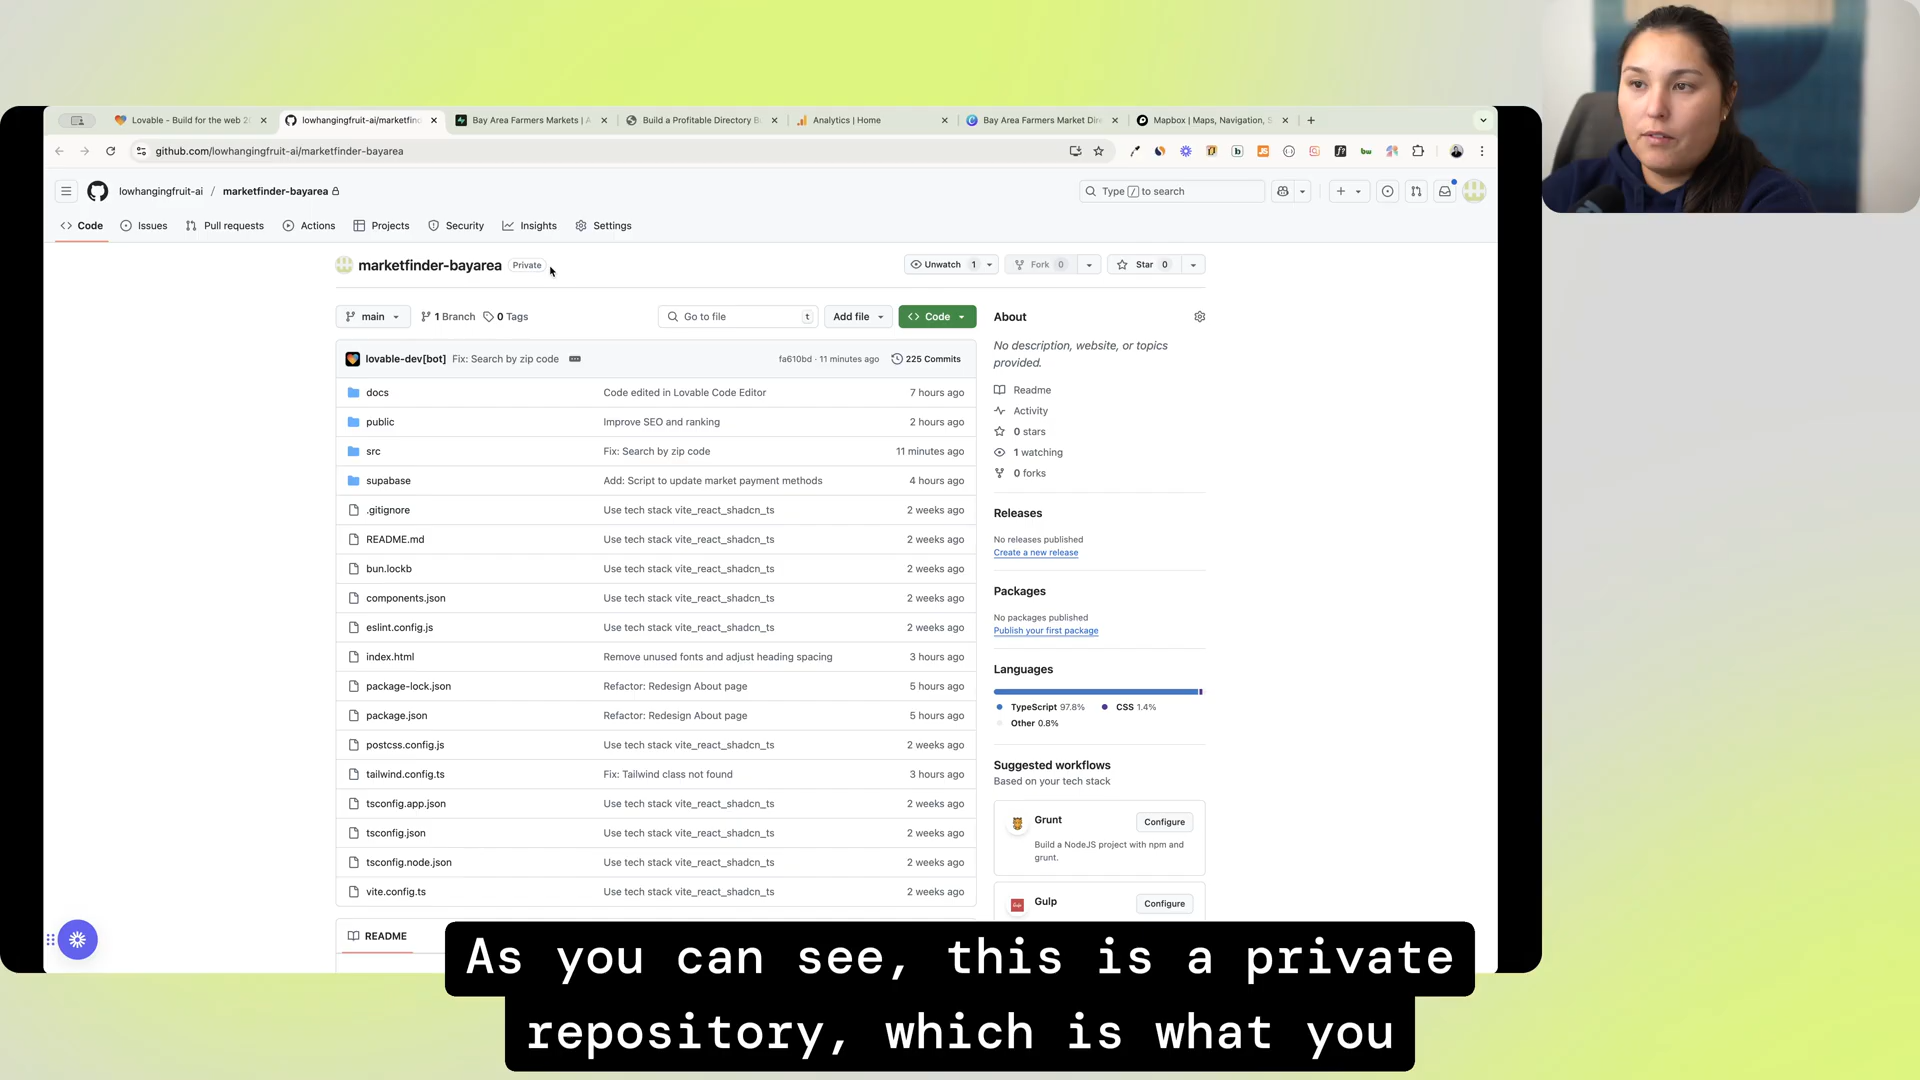 Lovable - Build for the web 2
lowhangingfruit-ai/marketfin
Bay Area Farmers Markets | A
Build a Profitable Directory B
Analytics | Home
Bay Area Farmers Market Dir
Mapbox | Maps, Navigation, S
github.com/lowhangingfruit-ai/marketfinder-bayarea
lowhangingfruit-ai / marketfinder-bayarea
Type / to search
Code
Issues
Pull requests
Actions
Projects
Security
Insights
Settings
marketfinder-bayarea Private
Unwatch 1
Fork 0
Star 0
main
1 Branch
0 Tags
Go to file t
Add file
Code
lovable-dev[bot] Fix: Search by zip code
fa610bd · 11 minutes ago
225 Commits
docs Code edited in Lovable Code Editor 7 hours ago
public Improve SEO and ranking 2 hours ago
src Fix: Search by zip code 11 minutes ago
supabase Add: Script to update market payment methods 4 hours ago
.gitignore Use tech stack vite_react_shadcn_ts 2 weeks ago
README.md Use tech stack vite_react_shadcn_ts 2 weeks ago
bun.lockb Use tech stack vite_react_shadcn_ts 2 weeks ago
components.json Use tech stack vite_react_shadcn_ts 2 weeks ago
eslint.config.js Use tech stack vite_react_shadcn_ts 2 weeks ago
index.html Remove unused fonts and adjust heading spacing 3 hours ago
package-lock.json Refactor: Redesign About page 5 hours ago
package.json Refactor: Redesign About page 5 hours ago
postcss.config.js Use tech stack vite_react_shadcn_ts 2 weeks ago
tailwind.config.ts Fix: Tailwind class not found 3 hours ago
tsconfig.app.json Use tech stack vite_react_shadcn_ts 2 weeks ago
tsconfig.json Use tech stack vite_react_shadcn_ts 2 weeks ago
tsconfig.node.json Use tech stack vite_react_shadcn_ts 2 weeks ago
vite.config.ts Use tech stack vite_react_shadcn_ts 2 weeks ago
README
About
No description, website, or topics
provided.
Readme
Activity
0 stars
1 watching
0 forks
Releases
No releases published
Create a new release
Packages
No packages published
Publish your first package
Languages
TypeScript 97.8% CSS 1.4%
Other 0.8%
Suggested workflows
Based on your tech stack
Grunt
Configure
Build a NodeJS project with npm and
grunt.
Gulp
Configure
As you can see, this is a private
repository, which is what you